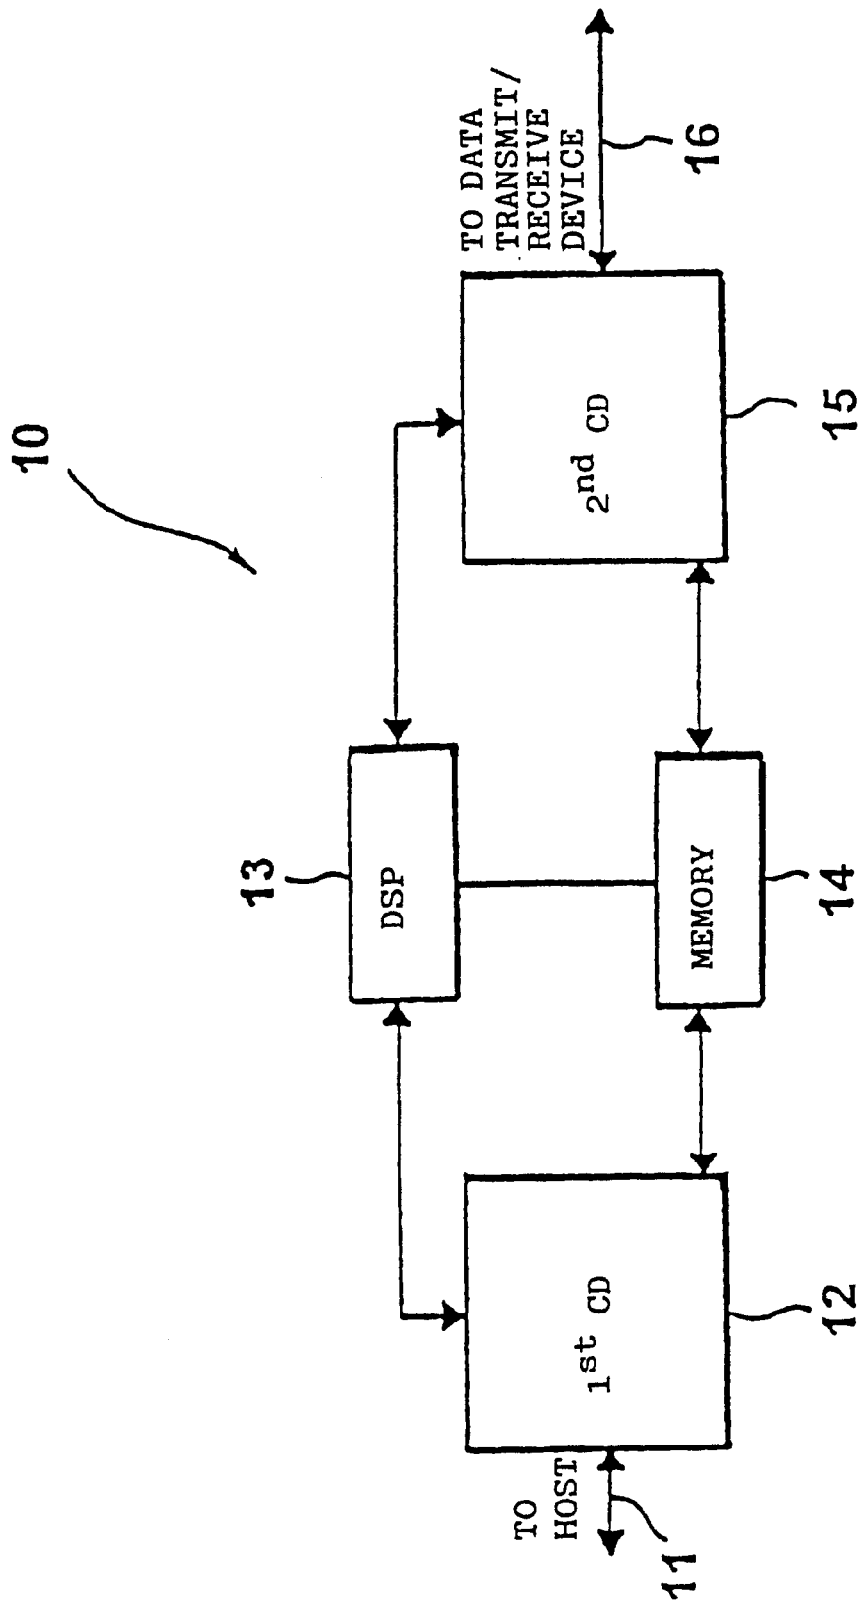 10
13
DSP
TO DATA
TRANSMIT/
RECEIVE
DEVICE
16
TO
HOST
11
1st CD
12
MEMORY
14
2nd CD
15